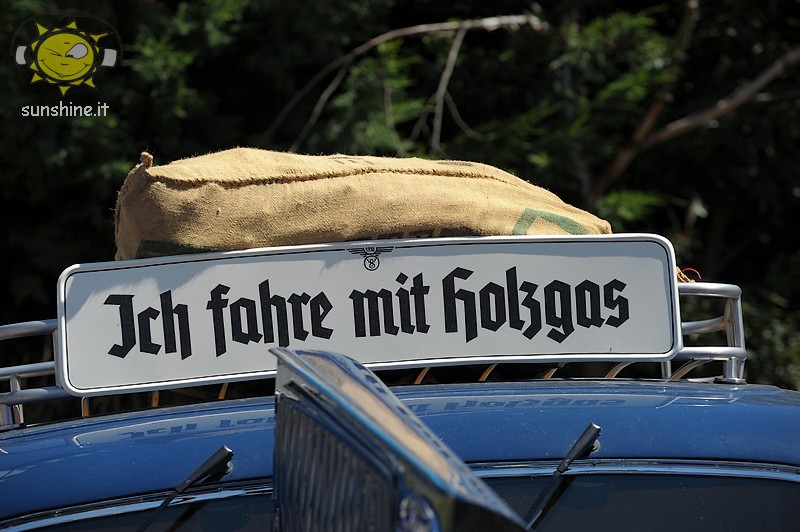 sunshine.it
Ich fahre mit Holzgas